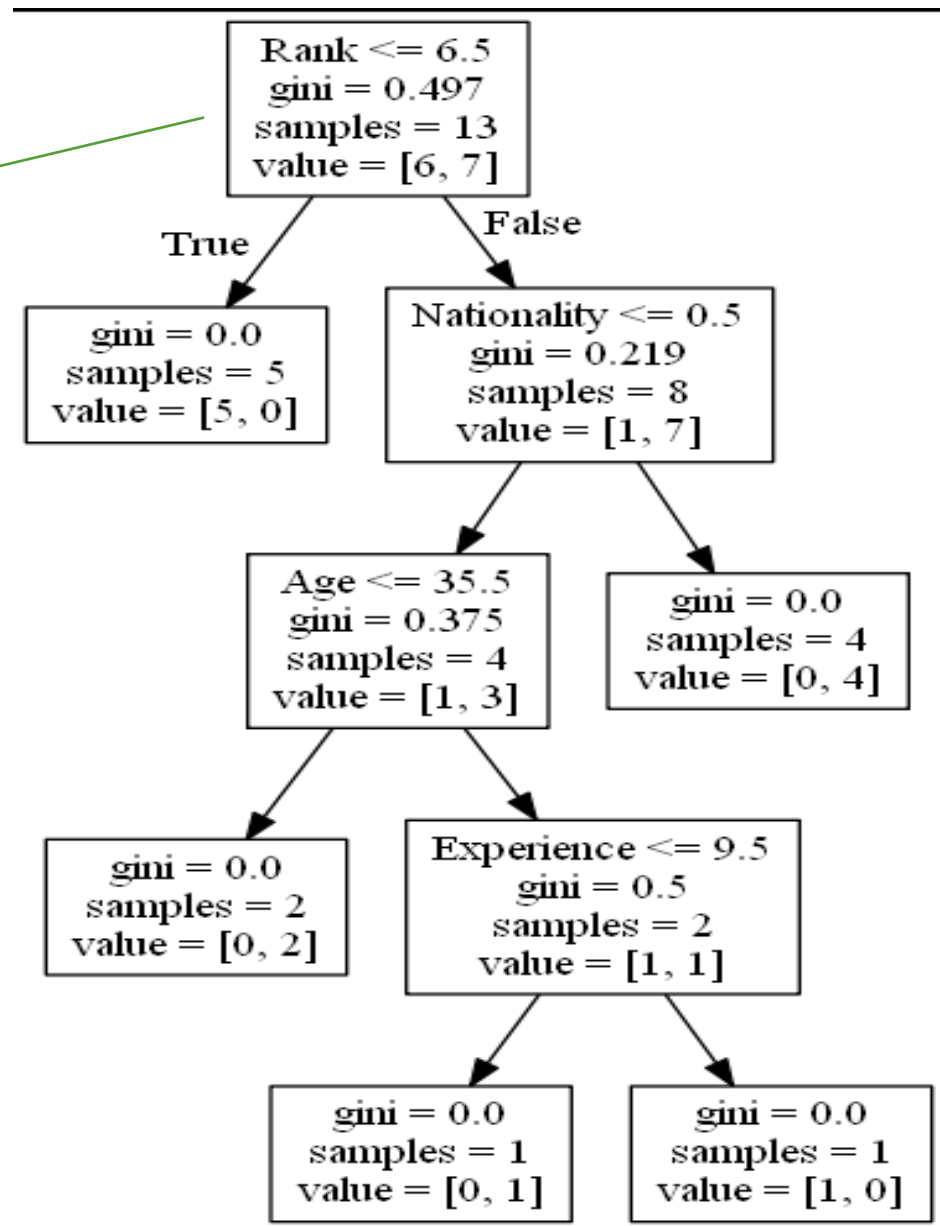 Rank <= 6.5
gini = 0.497
samples = 13
value = [6, 7]
True
False
gini = 0.0
samples = 5
value = [5, 0]
Nationality <= 0.5
gini = 0.219
samples = 8
value = [1, 7]
Age <= 35.5
gini = 0.375
samples = 4
value = [1, 3]
gini = 0.0
samples = 4
value = [0, 4]
gini = 0.0
samples = 2
value = [0, 2]
Experience <= 9.5
gini = 0.5
samples = 2
value = [1, 1]
gini = 0.0
samples = 1
value = [0, 1]
gini = 0.0
samples = 1
value = [1, 0]